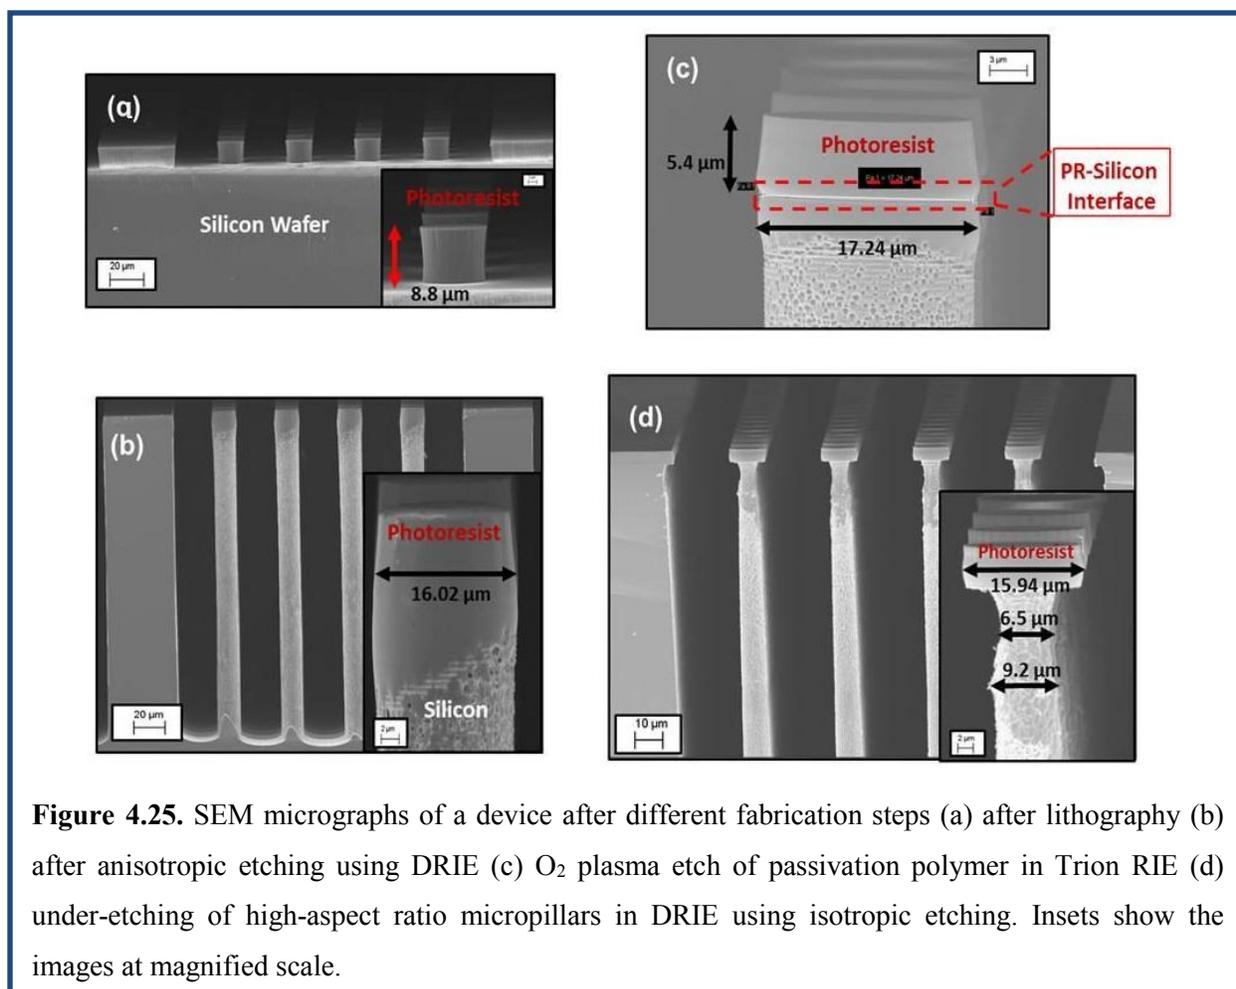 (a)
Silicon Wafer
20 µm
Photoresist
8.8 µm
(c)
3 µm
5.4 µm
Photoresist
17.24 µm
PR-Silicon
Interface
(b)
20 µm
Photoresist
16.02 µm
Silicon
2 µm
(d)
10 µm
Photoresist
15.94 µm
6.5 µm
9.2 µm
2 µm
Figure 4.25. SEM micrographs of a device after different fabrication steps (a) after lithography (b)
after anisotropic etching using DRIE (c) O₂ plasma etch of passivation polymer in Trion RIE (d)
under-etching of high-aspect ratio micropillars in DRIE using isotropic etching. Insets show the
images at magnified scale.